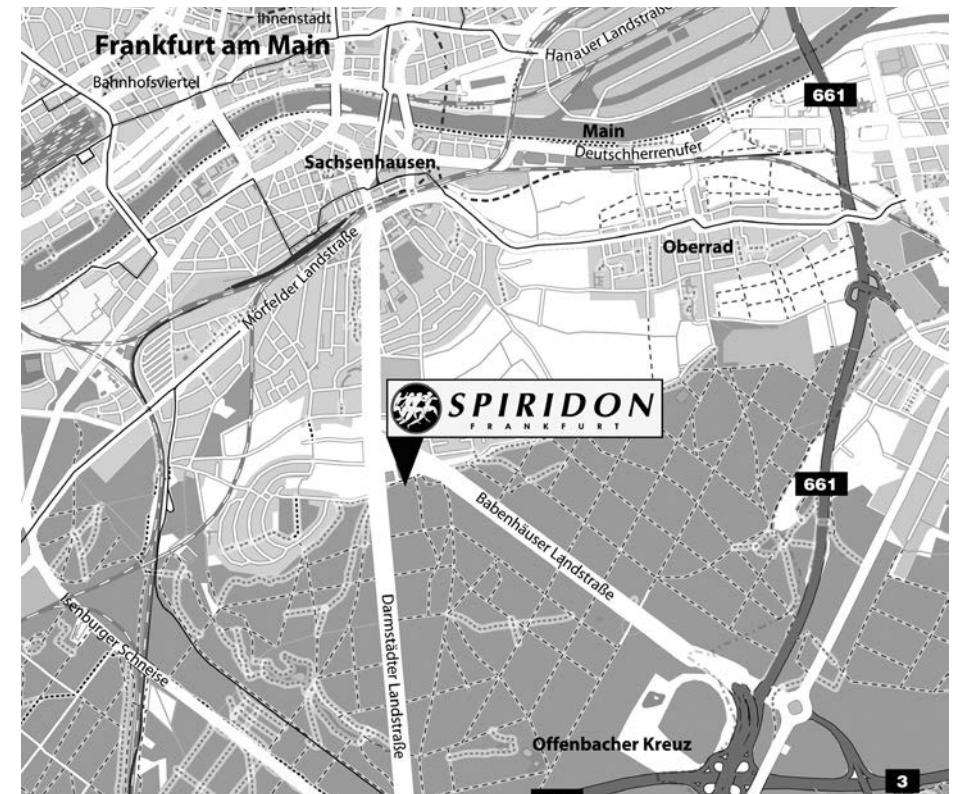 Innenstadt
Frankfurt am Main
Hanauer Landstraße
Bahnhofsviertel
661
Main
Deutschherrenufer
Sachsenhausen
Oberrad
Mörfelder Landstraße
SPIRIDON
FRANKFURT
661
Babenhäuser Landstraße
Darmstädter Landstraße
Isenburger Schneise
Offenbacher Kreuz
3